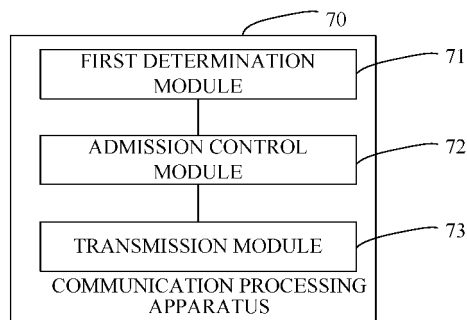 70
FIRST DETERMINATION
MODULE
71
ADMISSION CONTROL
MODULE
72
TRANSMISSION MODULE
73
COMMUNICATION PROCESSING
APPARATUS